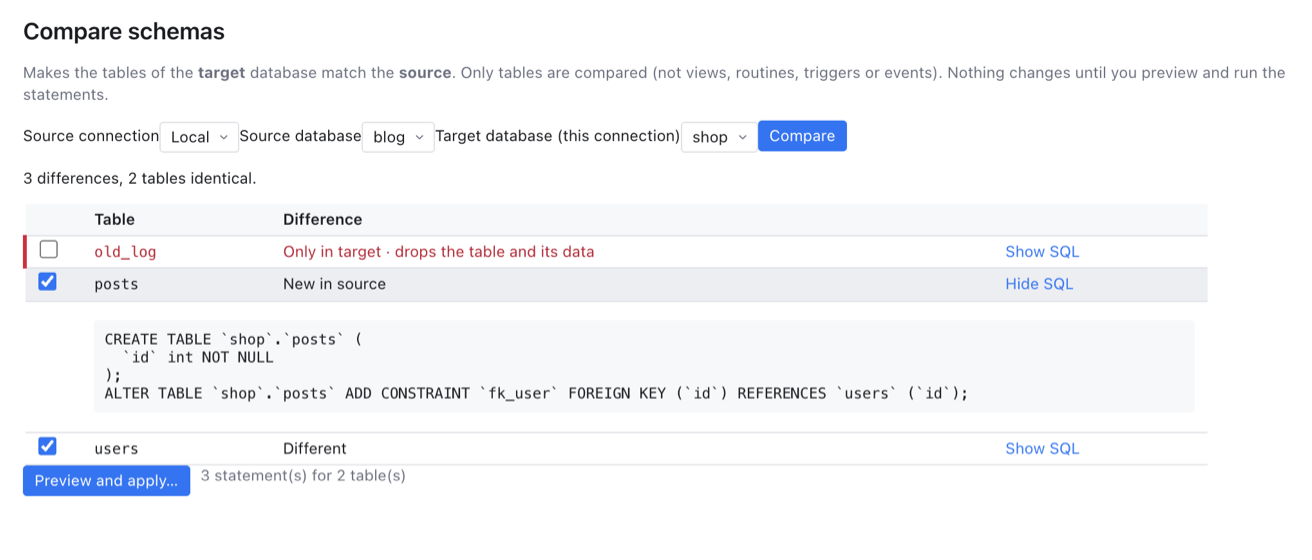 Compare schemas
Makes the tables of the target database match the source. Only tables are compared (not views, routines, triggers or events). Nothing changes until you preview and run the
statements.
Source connection Local Source database blog Target database (this connection) shop Compare
3 differences, 2 tables identical.
Table Difference
old_log Only in target · drops the table and its data Show SQL
posts New in source Hide SQL
CREATE TABLE `shop`.`posts` (
  `id` int NOT NULL
);
ALTER TABLE `shop`.`posts` ADD CONSTRAINT `fk_user` FOREIGN KEY (`id`) REFERENCES `users` (`id`);
users Different Show SQL
Preview and apply... 3 statement(s) for 2 table(s)